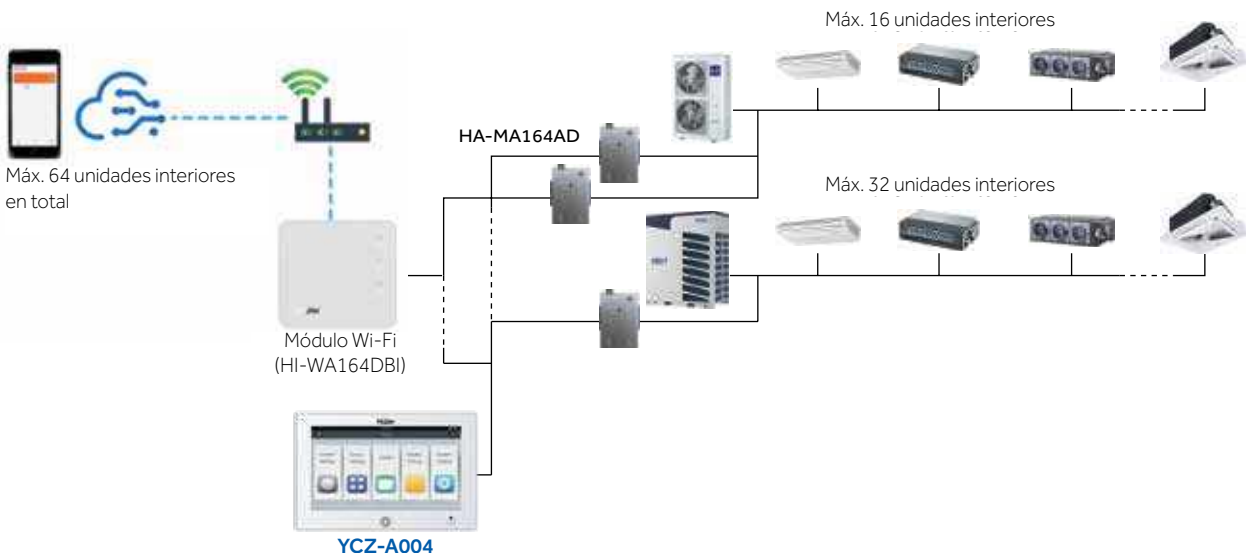 Máx. 16 unidades interiores
HA-MA164AD
Máx. 64 unidades interiores
en total
Máx. 32 unidades interiores
Módulo Wi-Fi
(HI-WA164DBI)
Haier
YCZ-A004